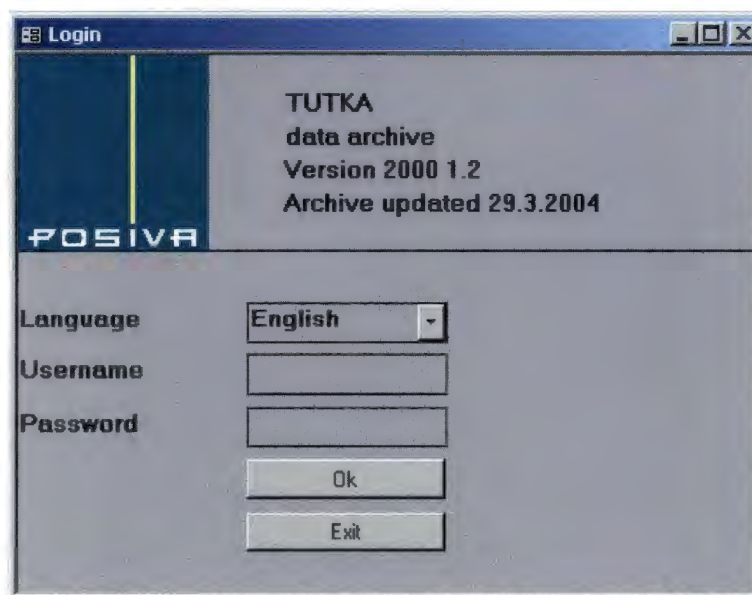 Login
TUTKA
data archive
Version 2000 1.2
Archive updated 29.3.2004
POSIVA
Language English
Username
Password
Ok
Exit